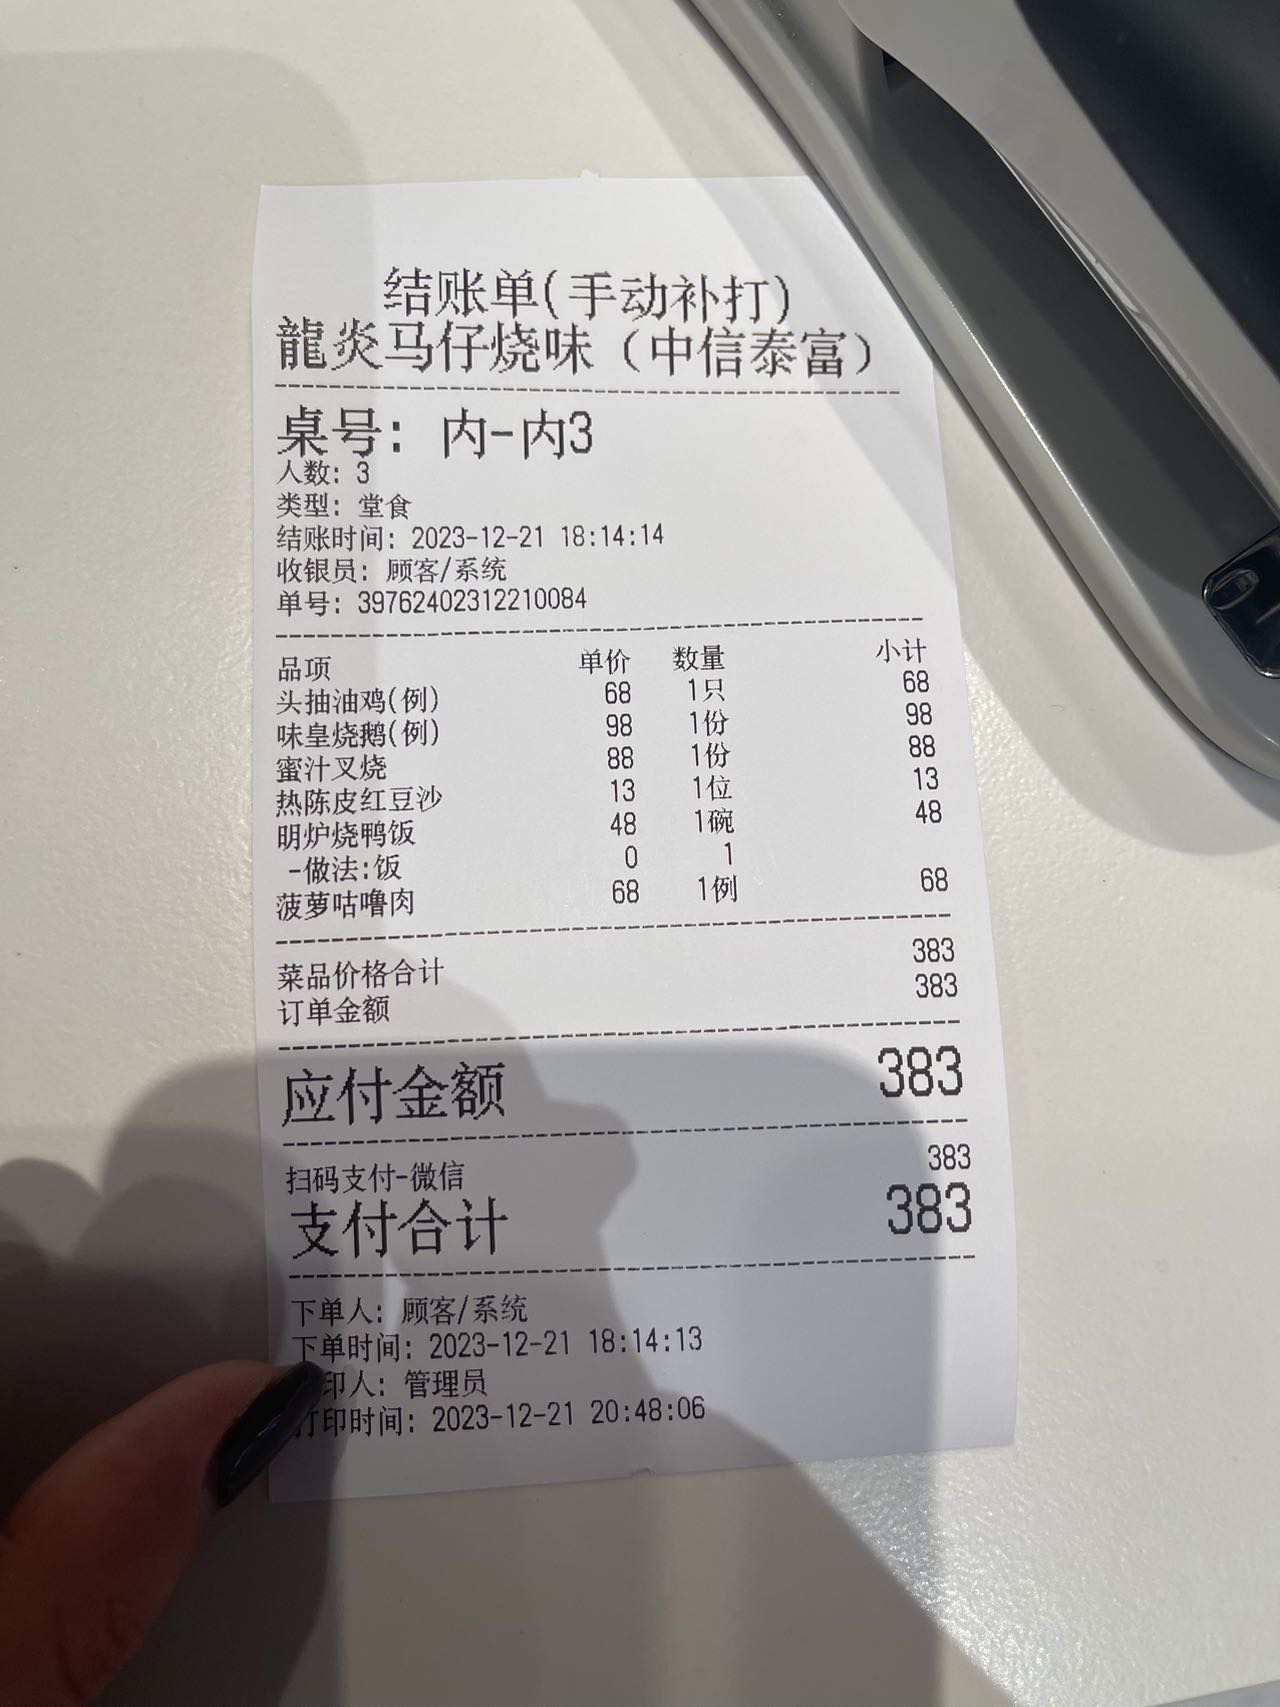 结账单(手动补打)
龍炎马仔烧味（中信泰富）
桌号: 内-内3
人数: 3
类型: 堂食
结账时间: 2023-12-21 18:14:14
收银员: 顾客/系统
单号: 39762402312210084
品项 单价 数量 小计
头抽油鸡(例) 68 1只 68
味皇烧鹅(例) 98 1份 98
蜜汁叉烧 88 1份 88
热陈皮红豆沙 13 1位 13
明炉烧鸭饭 48 1碗 48
-做法:饭 0 1
菠萝咕噜肉 68 1例 68
菜品价格合计 383
订单金额 383
应付金额 383
扫码支付-微信 383
支付合计 383
下单人: 顾客/系统
下单时间: 2023-12-21 18:14:13
印人: 管理员
打印时间: 2023-12-21 20:48:06